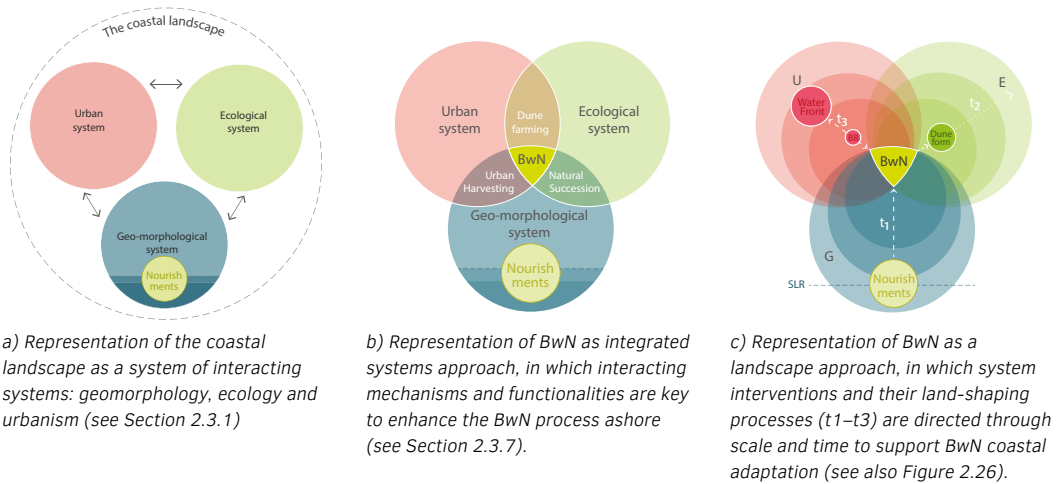 The coastal landscape
Urban
system
Ecological
system
Geo-morphological
system
Nourish
ments
a) Representation of the coastal
landscape as a system of interacting
systems: geomorphology, ecology and
urbanism (see Section 2.3.1)
Urban
system
Dune
farming
Ecological
system
BwN
Urban
Harvesting
Natural
Succession
Geo-morphological
system
Nourish
ments
b) Representation of BwN as integrated
systems approach, in which interacting
mechanisms and functionalities are key
to enhance the BwN process ashore
(see Section 2.3.7).
U
E
Water
Front
t2
t3
BB
Dune
form
BwN
t1
G
SLR
Nourish
ments
c) Representation of BwN as a
landscape approach, in which system
interventions and their land-shaping
processes (t1–t3) are directed through
scale and time to support BwN coastal
adaptation (see also Figure 2.26).